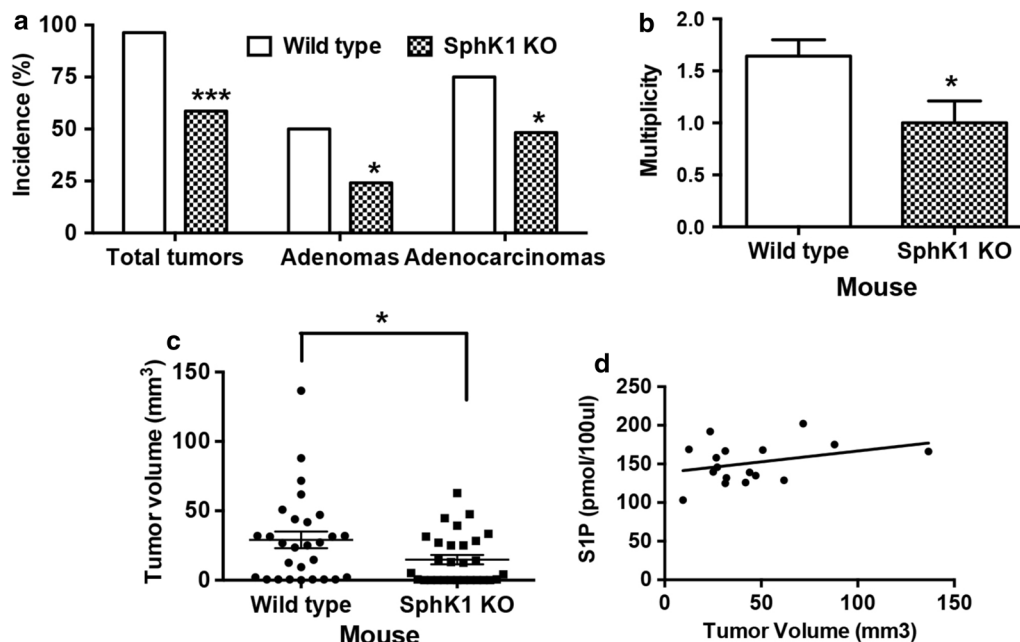 a
Incidence (%)
100
75
50
25
0
Wild type
SphK1 KO
***
*
*
Total tumors
Adenomas
Adenocarcinomas
b
Multiplicity
2.0
1.5
1.0
0.5
0.0
*
Wild type
SphK1 KO
Mouse
c
Tumor volume (mm³)
150
100
50
0
*
Wild type
SphK1 KO
Mouse
d
S1P (pmol/100ul)
250
200
150
100
50
0
0
50
100
150
Tumor Volume (mm3)